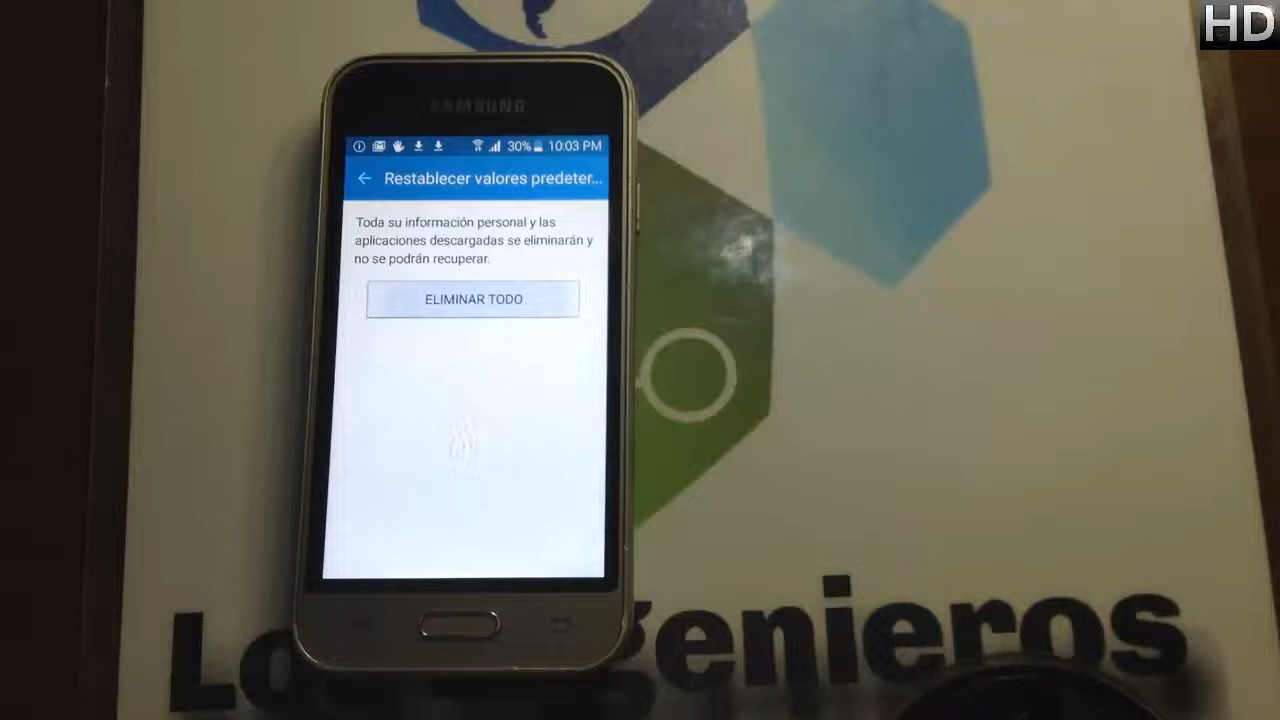 HD
SAMSUNG
30% 10:03 PM
Restablecer valores predeter...
Toda su información personal y las
aplicaciones descargadas se eliminarán y
no se podrán recuperar.
ELIMINAR TODO